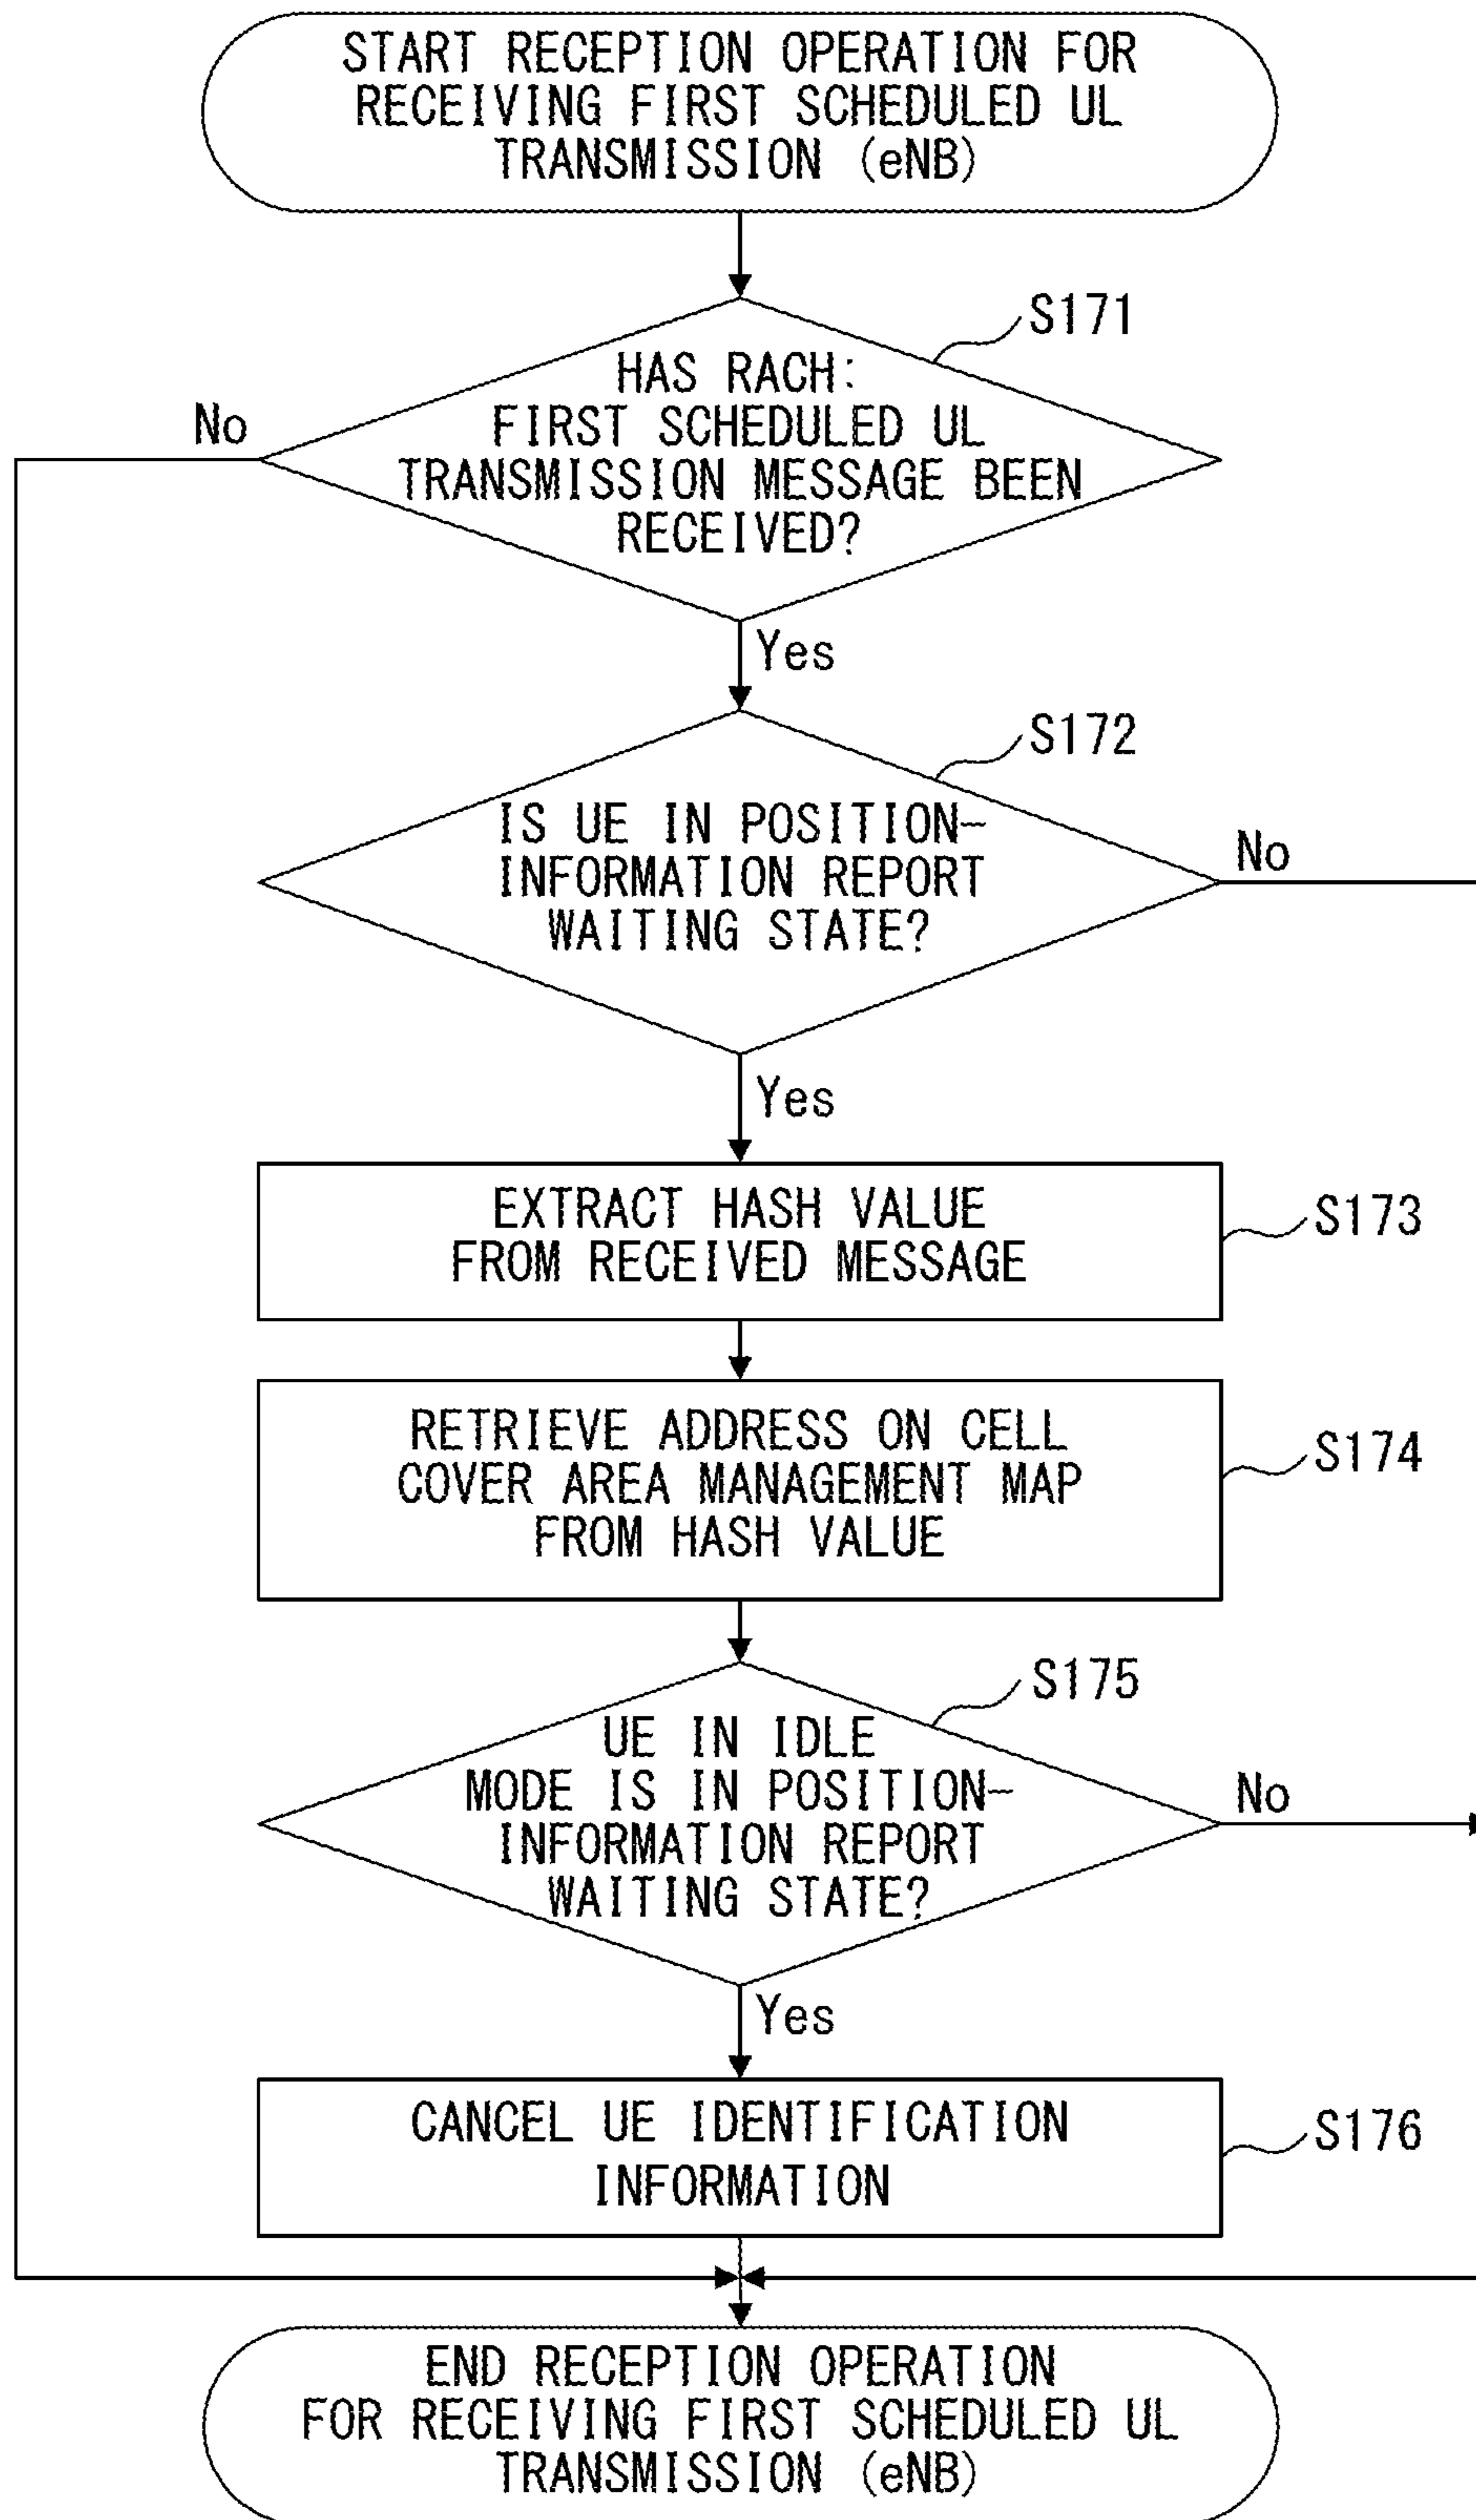 START RECEPTION OPERATION FOR
RECEIVING FIRST SCHEDULED UL
TRANSMISSION (eNB)
S171
HAS RACH:
FIRST SCHEDULED UL
TRANSMISSION MESSAGE BEEN
RECEIVED?
No
Yes
S172
IS UE IN POSITION-
INFORMATION REPORT
WAITING STATE?
No
Yes
EXTRACT HASH VALUE
FROM RECEIVED MESSAGE
S173
RETRIEVE ADDRESS ON CELL
COVER AREA MANAGEMENT MAP
FROM HASH VALUE
S174
S175
UE IN IDLE
MODE IS IN POSITION-
INFORMATION REPORT
WAITING STATE?
No
Yes
CANCEL UE IDENTIFICATION
INFORMATION
S176
END RECEPTION OPERATION
FOR RECEIVING FIRST SCHEDULED UL
TRANSMISSION (eNB)